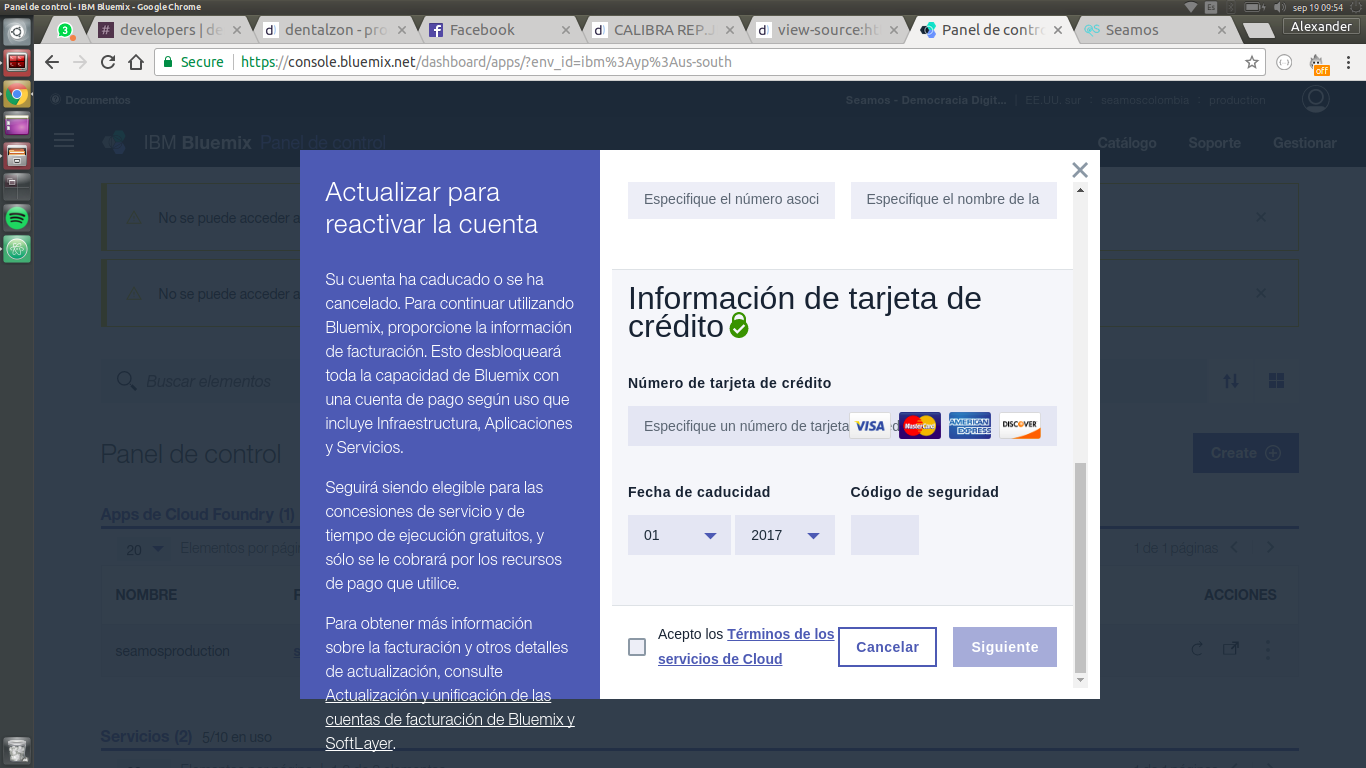 Panel de control - IBM Bluemix - Google Chrome
Es
sep 19 09:54
3
developers | de
dentalzon - pro
Facebook
CALIBRA REP...
view-source:ht
Panel de contro
Seamos
Alexander
Secure
https://console.bluemix.net/dashboard/apps/?env_id=ibm%3Ayp%3Aus-south
off
Documentos
Seamos - Democracia Digit...
EE.UU. sur
seamoscolombia
production
IBM Bluemix Panel de control
Catálogo
Soporte
Gestionar
No se puede acceder a
No se puede acceder a
Buscar elementos
Panel de control
Create
Apps de Cloud Foundry (1)
20
Elementos por pági
1 de 1 páginas
NOMBRE
ACCIONES
seamosproduction
Servicios (2)
5/10 en uso
Actualizar para
reactivar la cuenta
Su cuenta ha caducado o se ha
cancelado. Para continuar utilizando
Bluemix, proporcione la información
de facturación. Esto desbloqueará
toda la capacidad de Bluemix con
una cuenta de pago según uso que
incluye Infraestructura, Aplicaciones
y Servicios.
Seguirá siendo elegible para las
concesiones de servicio y de
tiempo de ejecución gratuitos, y
sólo se le cobrará por los recursos
de pago que utilice.
Para obtener más información
sobre la facturación y otros detalles
de actualización, consulte
Actualización y unificación de las
cuentas de facturación de Bluemix y
SoftLayer.
Especifique el número asoci
Especifique el nombre de la
Información de tarjeta de
crédito
Número de tarjeta de crédito
Especifique un número de tarjeta
VISA
MasterCard
AMERICAN EXPRESS
DISCOVER
Fecha de caducidad
Código de seguridad
01
2017
Acepto los Términos de los
servicios de Cloud
Cancelar
Siguiente